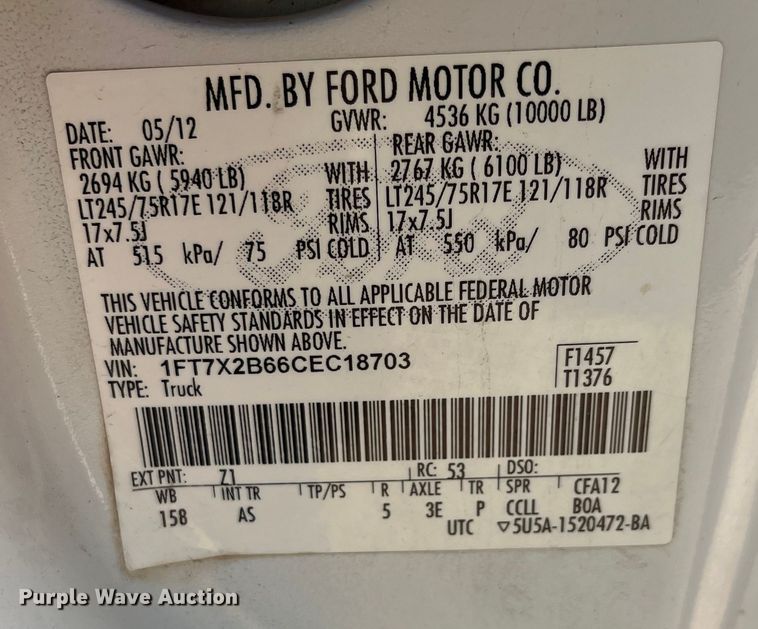 MFD. BY FORD MOTOR CO.
DATE: 05/12 GVWR: 4536 KG (10000 LB)
FRONT GAWR: REAR GAWR:
2694 KG ( 5940 LB) WITH 2767 KG ( 6100 LB) WITH
LT245/75R17E 121/118R TIRES LT245/75R17E 121/118R TIRES
17x7.5J RIMS 17x7.5J RIMS
AT 515 kPa/ 75 PSI COLD AT 550 kPa/ 80 PSI COLD
THIS VEHICLE CONFORMS TO ALL APPLICABLE FEDERAL MOTOR
VEHICLE SAFETY STANDARDS IN EFFECT ON THE DATE OF
MANUFACTURE SHOWN ABOVE.
VIN: 1FT7X2B66CEC18703 F1457
TYPE: Truck T1376
EXT PNT: Z1 RC: 53 DSO:
WB INT TR TP/PS R AXLE TR SPR CFA12
158 AS 5 3E P CCLL BOA
UTC ▽5U5A-1520472-BA
Purple Wave Auction